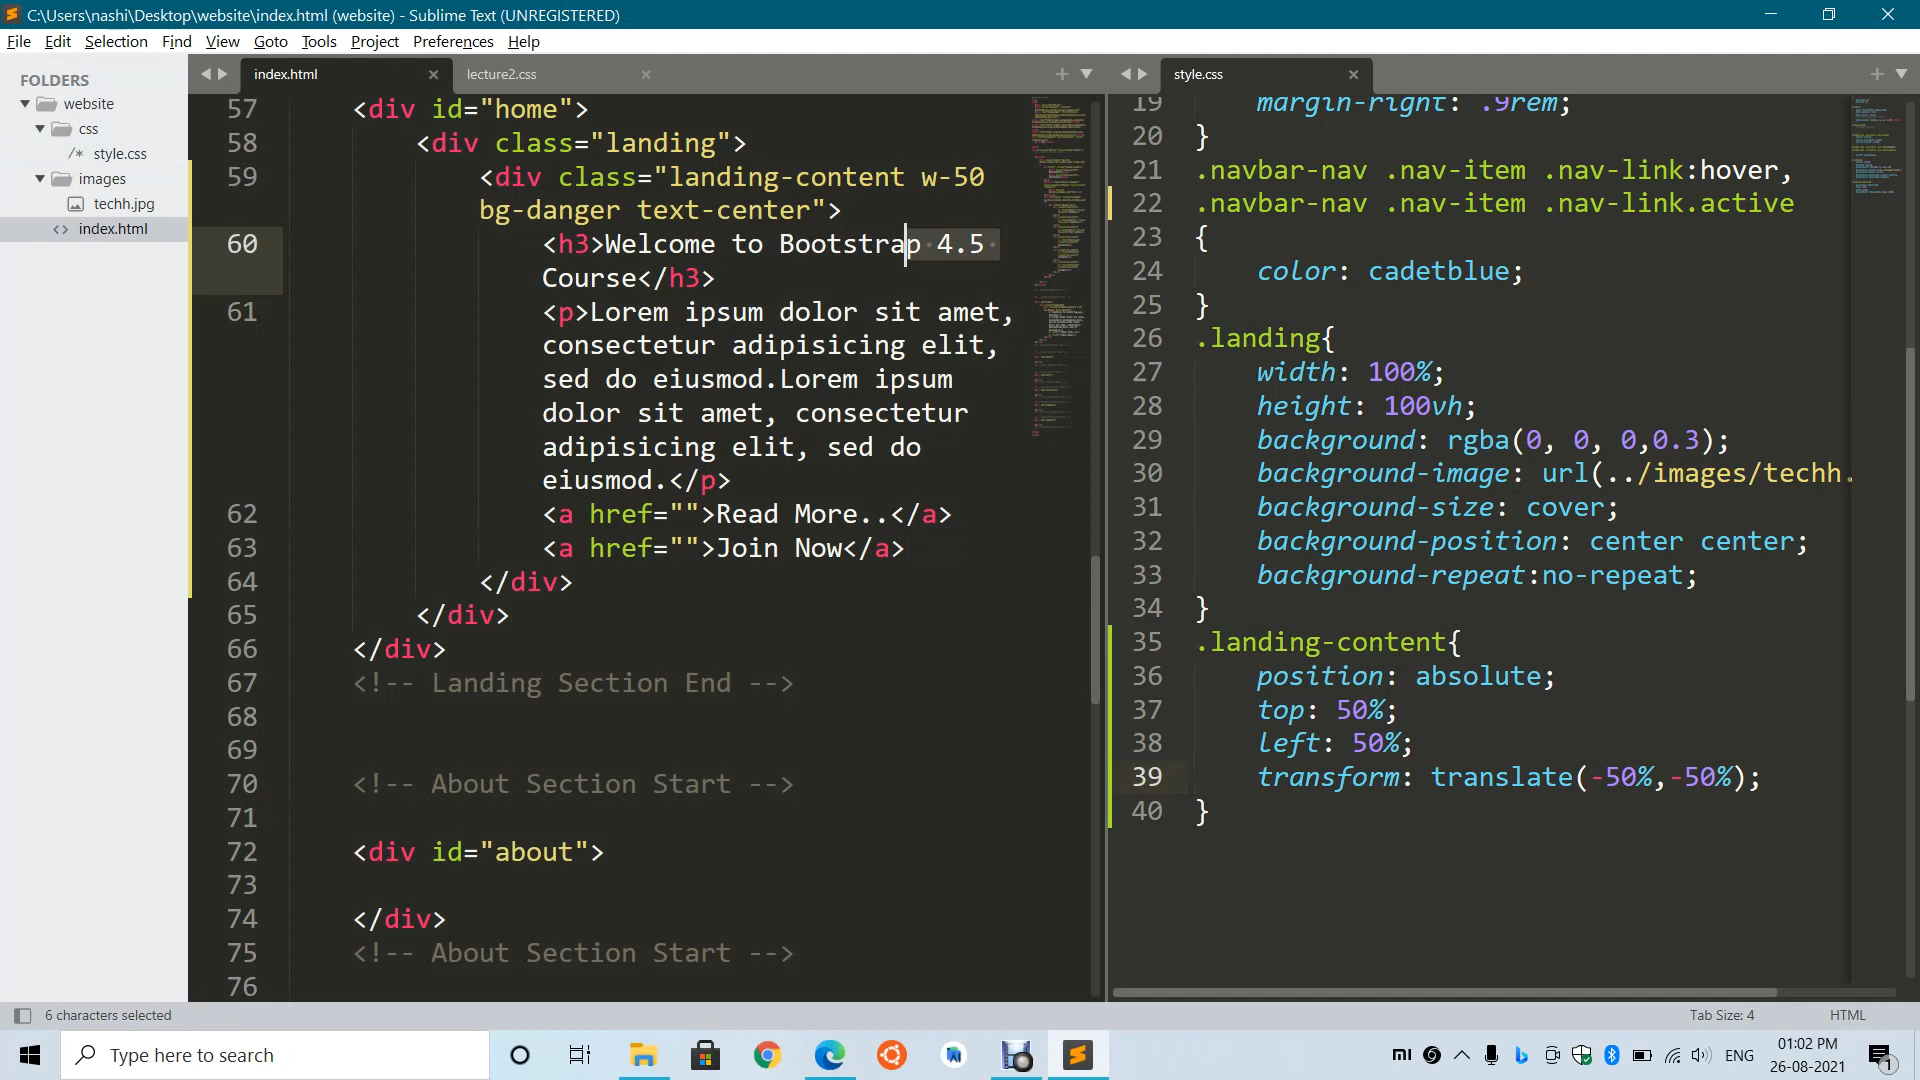 C:\Users\nashi\Desktop\website\index.html (website) - Sublime Text (UNREGISTERED)
File Edit Selection Find View Goto Tools Project Preferences Help
FOLDERS
website
css
/* style.css
images
techh.jpg
<> index.html
index.html
lecture2.css
57 <div id="home">
58 <div class="landing">
59 <div class="landing-content w-50
bg-danger text-center">
60 <h3>Welcome to Bootstrap 4.5
Course</h3>
61 <p>Lorem ipsum dolor sit amet,
consectetur adipisicing elit,
sed do eiusmod.Lorem ipsum
dolor sit amet, consectetur
adipisicing elit, sed do
eiusmod.</p>
62 <a href="">Read More..</a>
63 <a href="">Join Now</a>
64 </div>
65 </div>
66 </div>
67 <!-- Landing Section End -->
68
69
70 <!-- About Section Start -->
71
72 <div id="about">
73
74 </div>
75 <!-- About Section Start -->
76
style.css
19 margin-right: .9rem;
20 }
21 .navbar-nav .nav-item .nav-link:hover,
22 .navbar-nav .nav-item .nav-link.active
23 {
24 color: cadetblue;
25 }
26 .landing{
27 width: 100%;
28 height: 100vh;
29 background: rgba(0, 0, 0,0.3);
30 background-image: url(../images/techh.
31 background-size: cover;
32 background-position: center center;
33 background-repeat:no-repeat;
34 }
35 .landing-content{
36 position: absolute;
37 top: 50%;
38 left: 50%;
39 transform: translate(-50%,-50%);
40 }
6 characters selected
Tab Size: 4
HTML
Type here to search
ENG
01:02 PM
26-08-2021
1